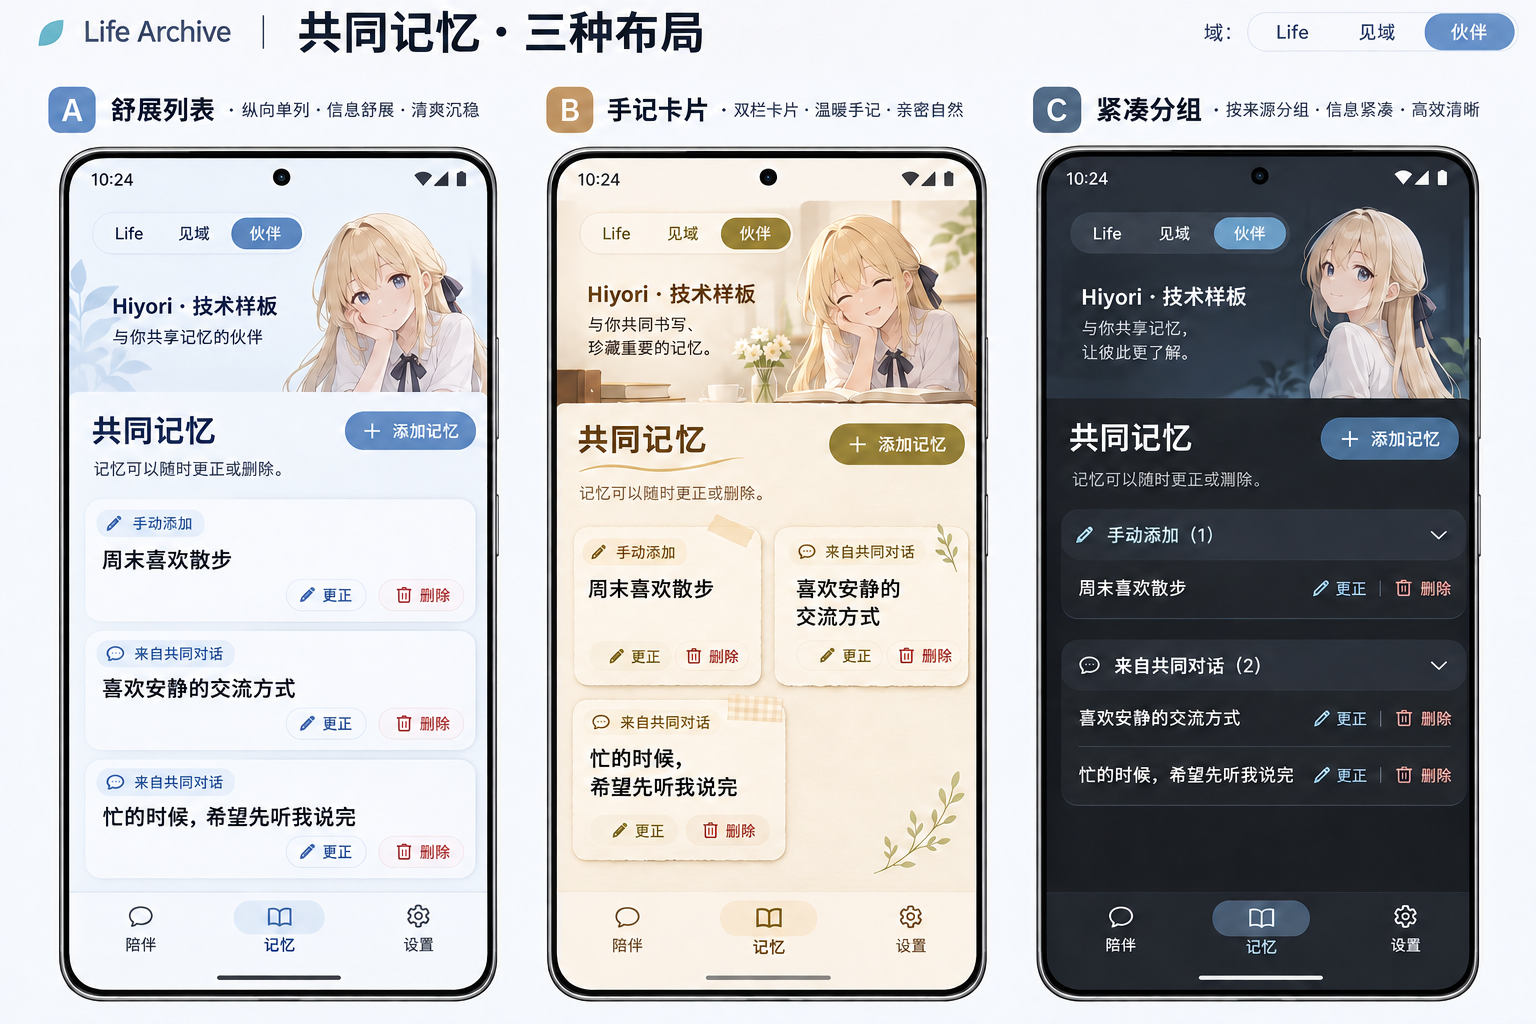 Life Archive | 共同记忆・三种布局
域： Life 见域 伙伴
A 舒展列表 · 纵向单列 · 信息舒展 · 清爽沉稳
10:24
Life 见域 伙伴
Hiyori · 技术样板
与你共享记忆的伙伴
共同记忆
+ 添加记忆
记忆可以随时更正或删除。
手动添加
周末喜欢散步
更正 删除
来自共同对话
喜欢安静的交流方式
更正 删除
来自共同对话
忙的时候，希望先听我说完
更正 删除
陪伴 记忆 设置
B 手记卡片 · 双栏卡片 · 温暖手记 · 亲密自然
10:24
Life 见域 伙伴
Hiyori · 技术样板
与你共同书写、
珍藏重要的记忆。
共同记忆
+ 添加记忆
记忆可以随时更正或删除。
手动添加
周末喜欢散步
更正 删除
来自共同对话
喜欢安静的
交流方式
更正 删除
来自共同对话
忙的时候，
希望先听我说完
更正 删除
陪伴 记忆 设置
C 紧凑分组 · 按来源分组 · 信息紧凑 · 高效清晰
10:24
Life 见域 伙伴
Hiyori · 技术样板
与你共享记忆，
让彼此更了解。
共同记忆
+ 添加记忆
记忆可以随时更正或删除。
手动添加（1）
周末喜欢散步
更正 | 删除
来自共同对话（2）
喜欢安静的交流方式
更正 | 删除
忙的时候，希望先听我说完
更正 | 删除
陪伴 记忆 设置